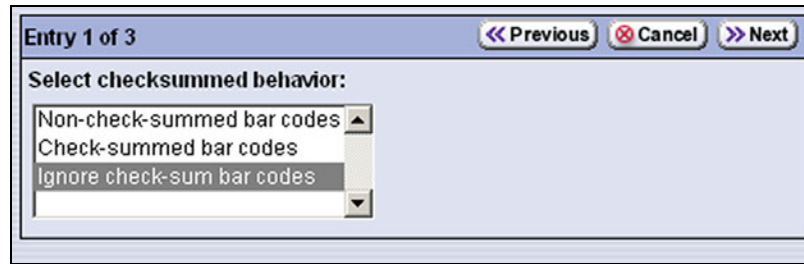 Entry 1 of 3 Previous Cancel Next
Select checksummed behavior:
Non-check-summed bar codes
Check-summed bar codes
Ignore check-sum bar codes